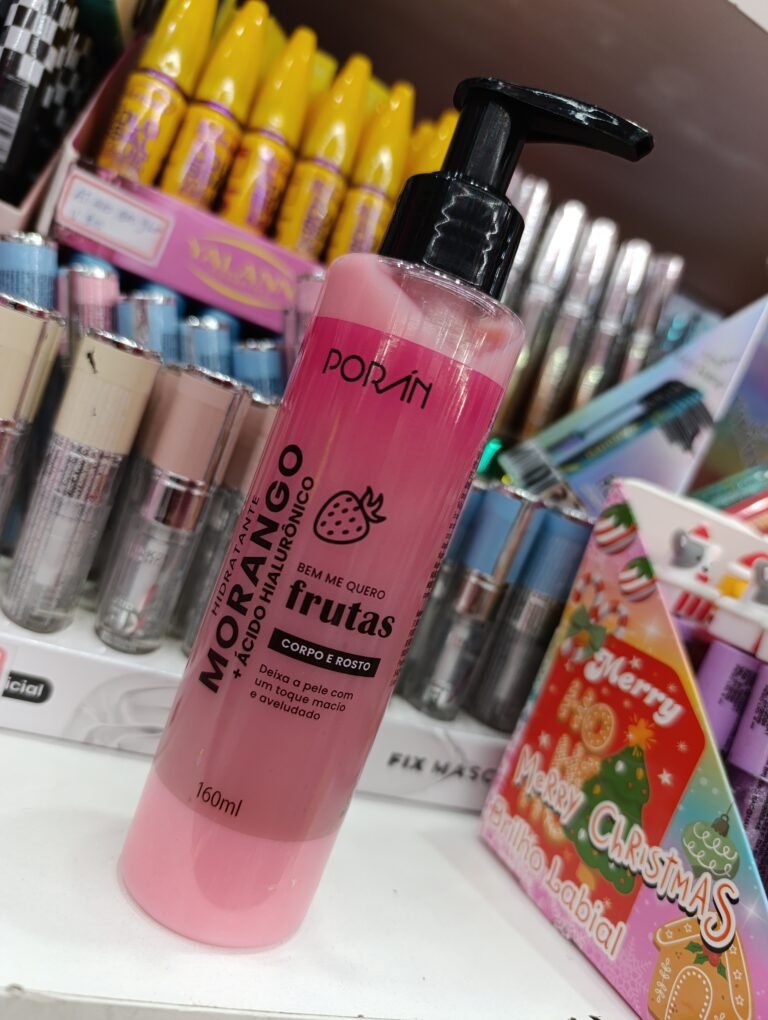 PORÁN
HIDRATANTE
MORANGO
+ ÁCIDO HIALURÔNICO
BEM ME QUERO
frutas
CORPO E ROSTO
Deixa a pele com
um toque macio
e aveludado
160ml
FIX MASC
icial
Merry
HO
Merry CHRISTMAS
Brilho Labial